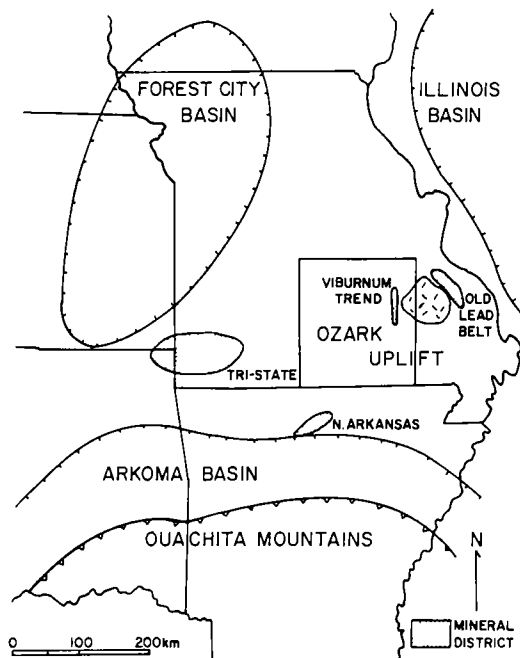 FOREST CITY
BASIN
ILLINOIS
BASIN
VIBURNUM
TREND
OLD
LEAD
BELT
OZARK
UPLIFT
TRI-STATE
N. ARKANSAS
ARKOMA BASIN
OUACHITA MOUNTAINS
N
MINERAL
DISTRICT
0 100 200km